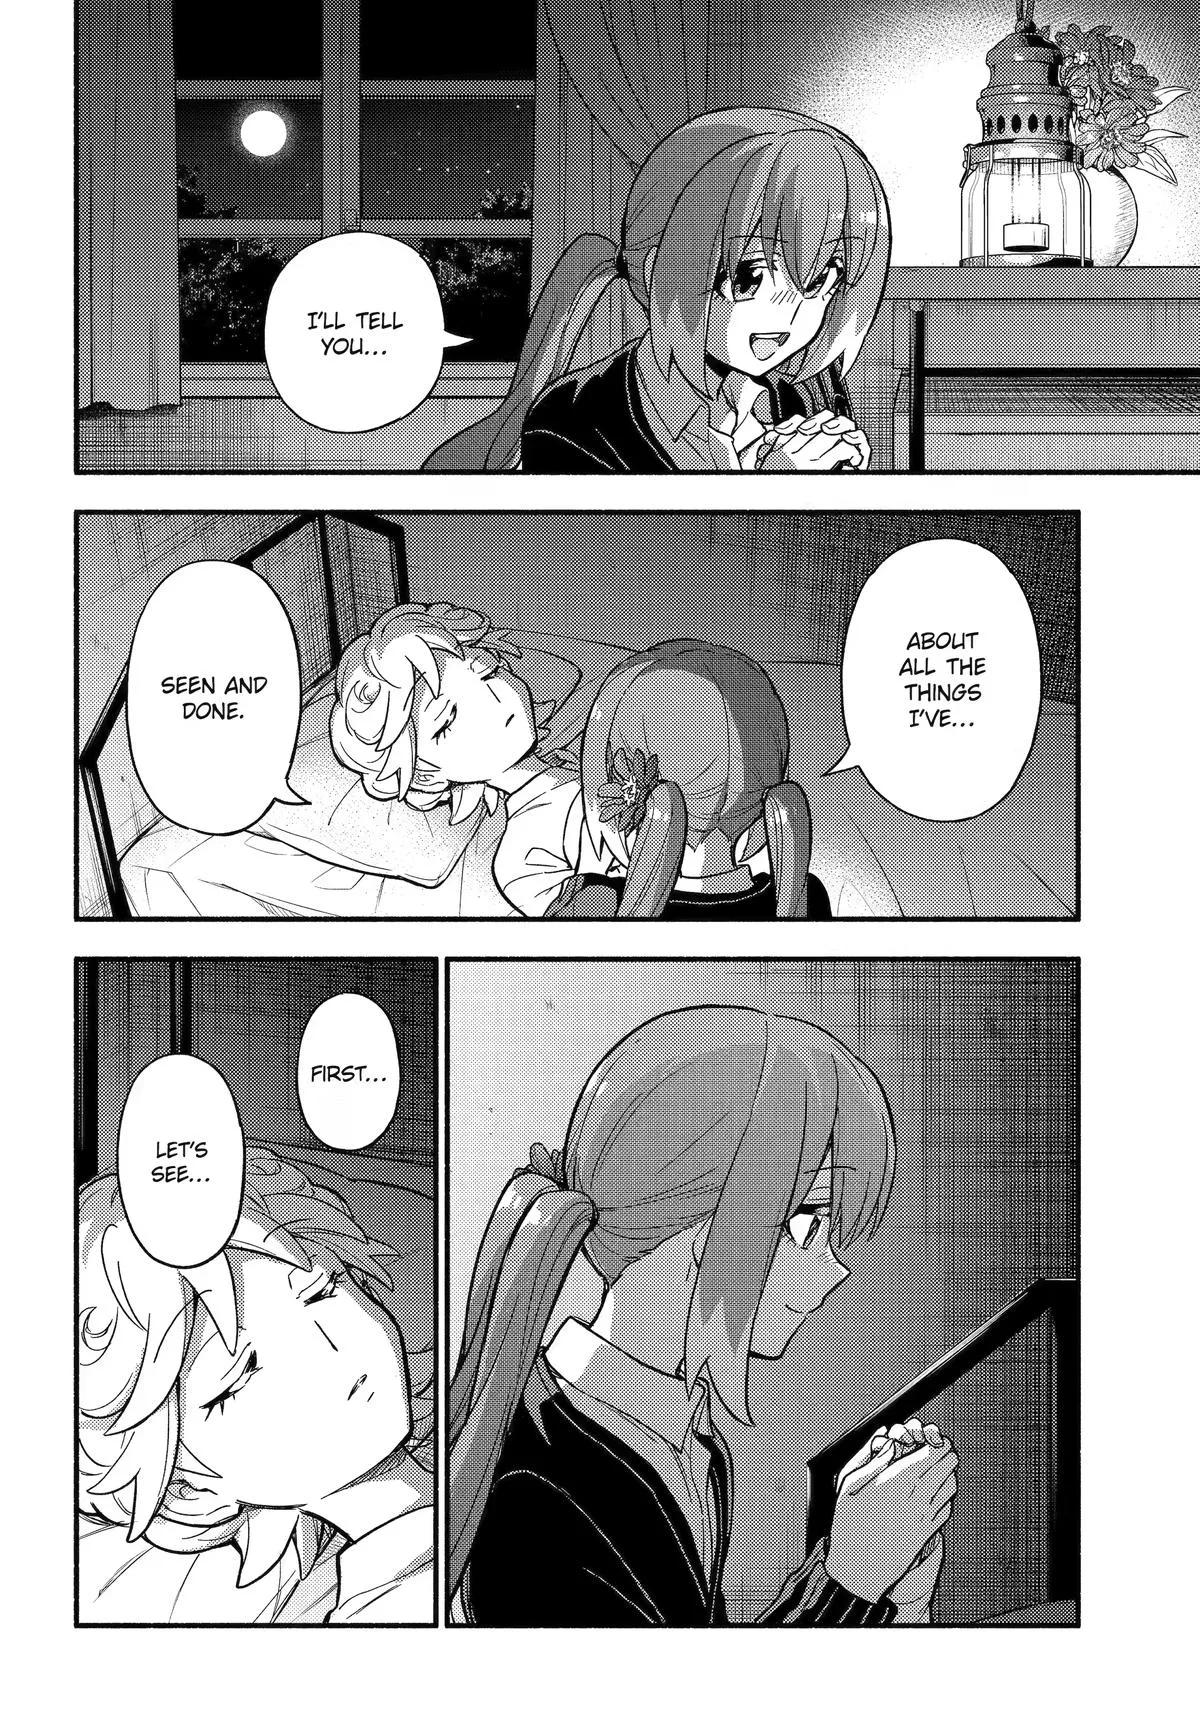 I'LL TELL
YOU...
ABOUT
ALL THE
THINGS
I'VE...
SEEN AND
DONE.
FIRST...
LET'S
SEE...